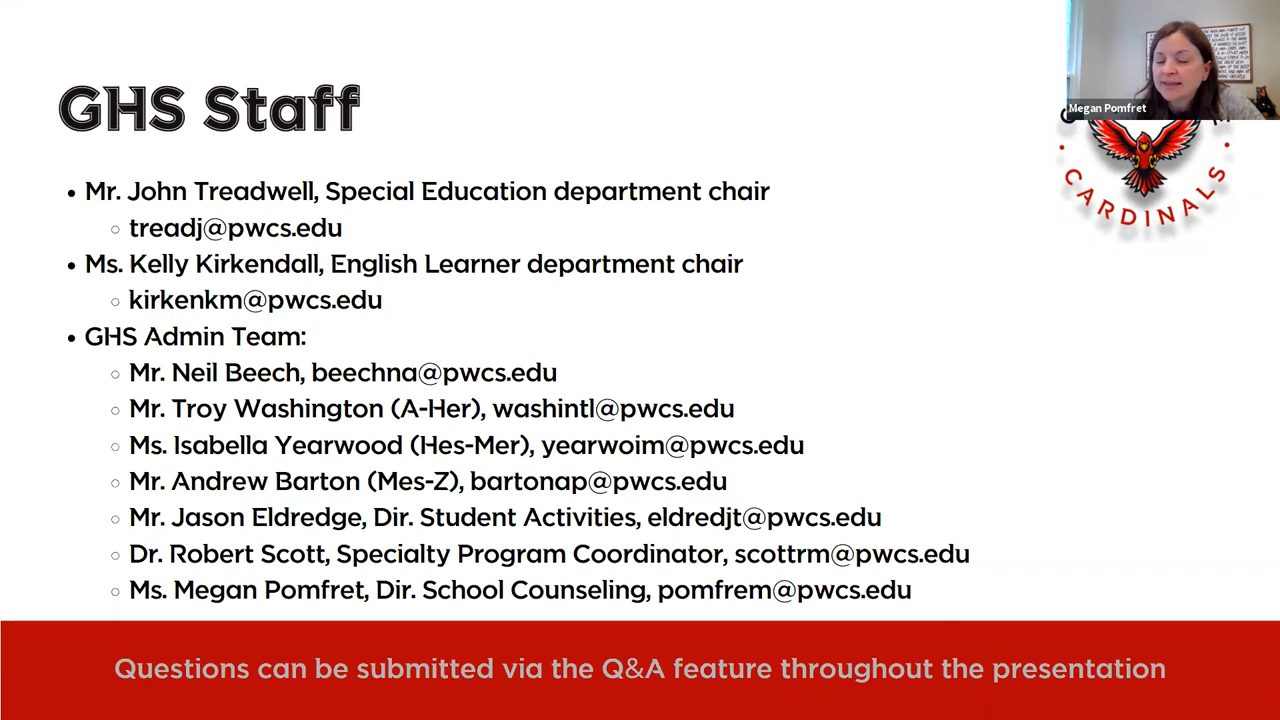 GHS Staff
Megan Pomfret
CARDINALS
• Mr. John Treadwell, Special Education department chair
○ treadj@pwcs.edu
• Ms. Kelly Kirkendall, English Learner department chair
○ kirkenkm@pwcs.edu
• GHS Admin Team:
○ Mr. Neil Beech, beechna@pwcs.edu
○ Mr. Troy Washington (A-Her), washintl@pwcs.edu
○ Ms. Isabella Yearwood (Hes-Mer), yearwoim@pwcs.edu
○ Mr. Andrew Barton (Mes-Z), bartonap@pwcs.edu
○ Mr. Jason Eldredge, Dir. Student Activities, eldredjt@pwcs.edu
○ Dr. Robert Scott, Specialty Program Coordinator, scottrm@pwcs.edu
○ Ms. Megan Pomfret, Dir. School Counseling, pomfrem@pwcs.edu
Questions can be submitted via the Q&A feature throughout the presentation